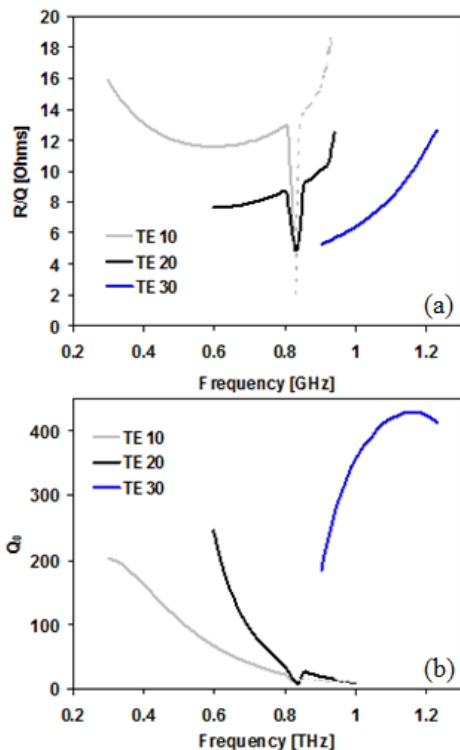 20
18
16
14
12
10
8
6
4
2
0
R/Q [Ohms]
TE 10
TE 20
TE 30
(a)
0.2 0.4 0.6 0.8 1 1.2
Frequency [GHz]
400
300
200
100
0
Q0
TE 10
TE 20
TE 30
(b)
0.2 0.4 0.6 0.8 1 1.2
Frequency [THz]